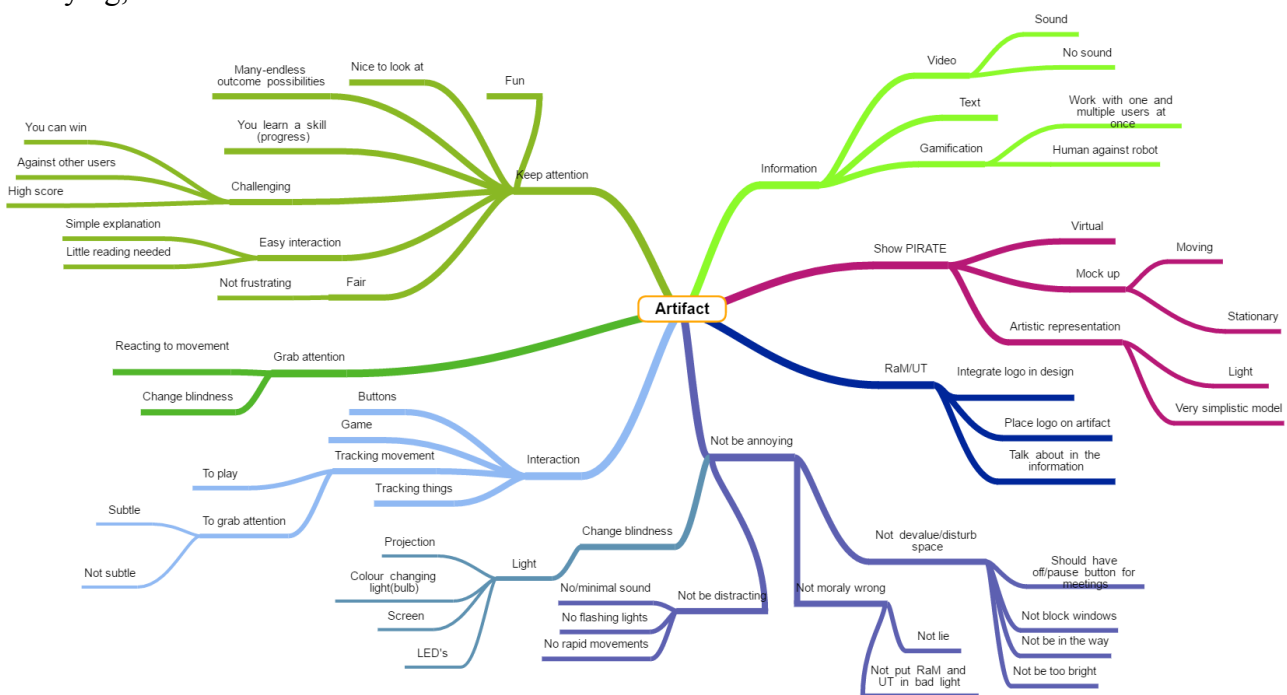 Artifact
Keep attention
Fun
Nice to look at
Many-endless
outcome possibilities
You learn a skill
(progress)
Challenging
You can win
Against other users
High score
Easy interaction
Simple explanation
Little reading needed
Fair
Not frustrating
Grab attention
Reacting to movement
Change blindness
Interaction
Buttons
Game
Tracking movement
To play
To grab attention
Subtle
Not subtle
Tracking things
Information
Video
Sound
No sound
Text
Gamification
Work with one and
multiple users at
once
Human against robot
Show PIRATE
Virtual
Mock up
Moving
Stationary
Artistic representation
Light
Very simplistic model
RaM/UT
Integrate logo in design
Place logo on artifact
Talk about in the
information
Not be annoying
Change blindness
Light
Projection
Colour changing
light(bulb)
Screen
LED's
Not be distracting
No/minimal sound
No flashing lights
No rapid movements
Not moraly wrong
Not lie
Not put RaM and
UT in bad light
Not devalue/disturb
space
Should have
off/pause button for
meetings
Not block windows
Not be in the way
Not be too bright